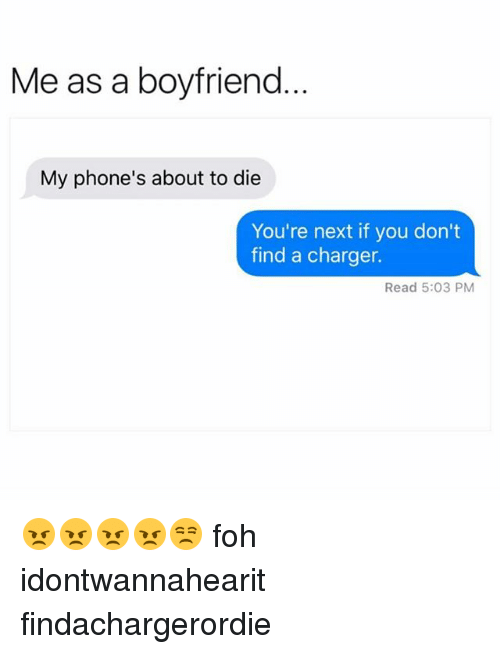 Me as a boyfriend...
My phone's about to die
You're next if you don't
find a charger.
Read 5:03 PM
😠😠😠😠😒 foh
idontwannahearit
findachargerordie